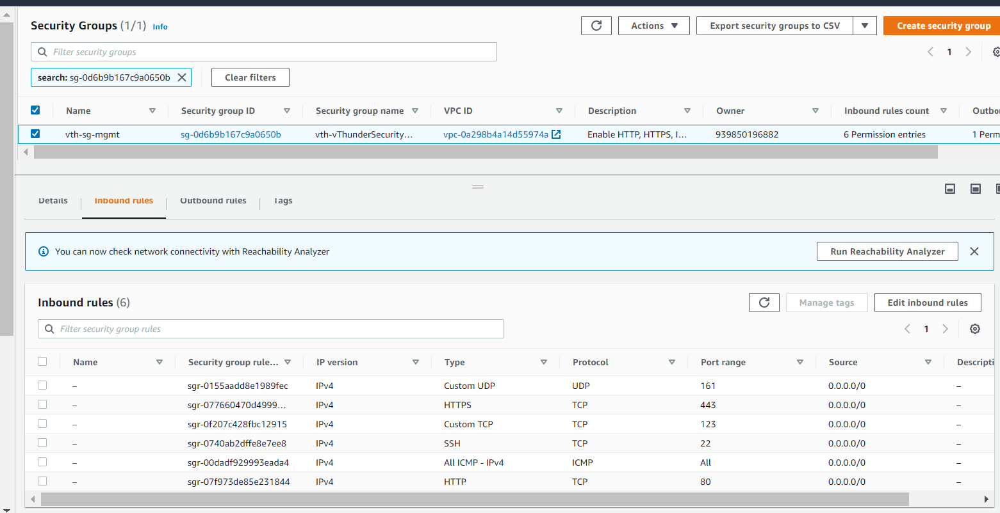 Security Groups (1/1) Info
Actions
Export security groups to CSV
Create security group
Filter security groups
1
search: sg-0d6b9b167c9a0650b
Clear filters
Name Security group ID Security group name VPC ID Description Owner Inbound rules count Outbo
vth-sg-mgmt sg-0d6b9b167c9a0650b vth-vThunderSecurity... vpc-0a298b4a14d55974a Enable HTTP, HTTPS, I... 939850196882 6 Permission entries 1 Perm
Details Inbound rules Outbound rules Tags
You can now check network connectivity with Reachability Analyzer
Run Reachability Analyzer
Inbound rules (6)
Manage tags
Edit inbound rules
Filter security group rules
1
Name Security group rule... IP version Type Protocol Port range Source Descripti
– sgr-0155aadd8e1989fec IPv4 Custom UDP UDP 161 0.0.0.0/0 –
– sgr-077660470d4999... IPv4 HTTPS TCP 443 0.0.0.0/0 –
– sgr-0f207c428fbc12915 IPv4 Custom TCP TCP 123 0.0.0.0/0 –
– sgr-0740ab2dffe8e7ee8 IPv4 SSH TCP 22 0.0.0.0/0 –
– sgr-00dadf929993eada4 IPv4 All ICMP - IPv4 ICMP All 0.0.0.0/0 –
– sgr-07f973de85e231844 IPv4 HTTP TCP 80 0.0.0.0/0 –